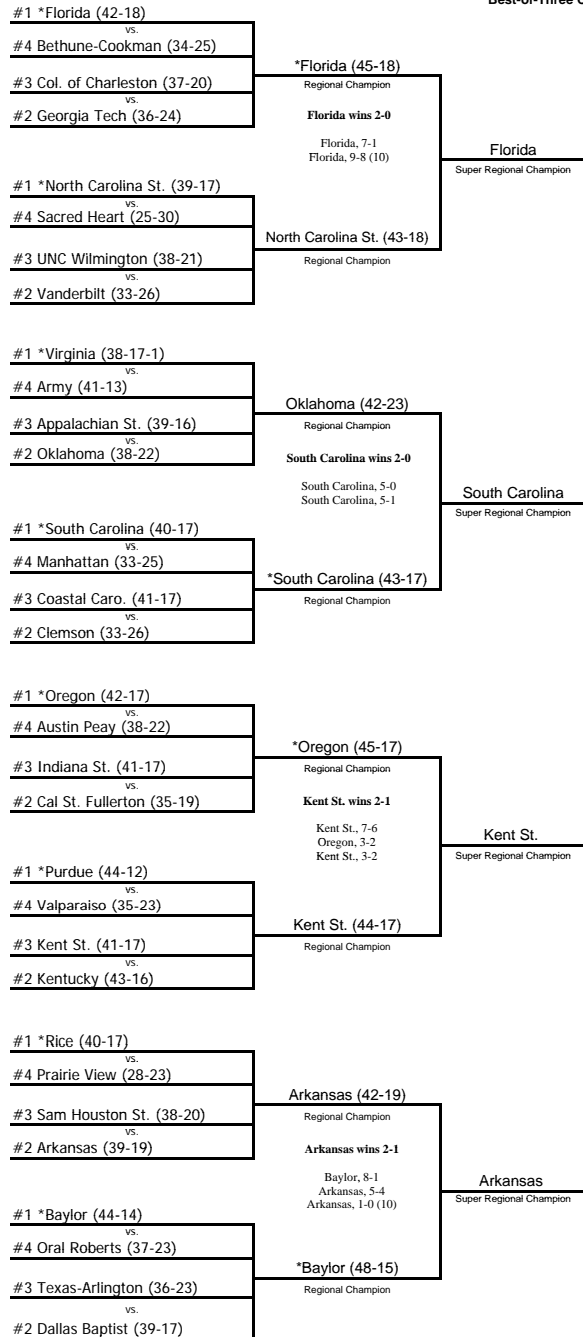 Best-of-Three
#1 *Florida (42-18)
vs.
#4 Bethune-Cookman (34-25)
#3 Col. of Charleston (37-20)
vs.
#2 Georgia Tech (36-24)
*Florida (45-18)
Regional Champion
Florida wins 2-0
Florida, 7-1
Florida, 9-8 (10)
Florida
Super Regional Champion
#1 *North Carolina St. (39-17)
vs.
#4 Sacred Heart (25-30)
#3 UNC Wilmington (38-21)
vs.
#2 Vanderbilt (33-26)
North Carolina St. (43-18)
Regional Champion
#1 *Virginia (38-17-1)
vs.
#4 Army (41-13)
#3 Appalachian St. (39-16)
vs.
#2 Oklahoma (38-22)
Oklahoma (42-23)
Regional Champion
South Carolina wins 2-0
South Carolina, 5-0
South Carolina, 5-1
South Carolina
Super Regional Champion
#1 *South Carolina (40-17)
vs.
#4 Manhattan (33-25)
#3 Coastal Caro. (41-17)
vs.
#2 Clemson (33-26)
*South Carolina (43-17)
Regional Champion
#1 *Oregon (42-17)
vs.
#4 Austin Peay (38-22)
#3 Indiana St. (41-17)
vs.
#2 Cal St. Fullerton (35-19)
*Oregon (45-17)
Regional Champion
Kent St. wins 2-1
Kent St., 7-6
Oregon, 3-2
Kent St., 3-2
Kent St.
Super Regional Champion
#1 *Purdue (44-12)
vs.
#4 Valparaiso (35-23)
#3 Kent St. (41-17)
vs.
#2 Kentucky (43-16)
Kent St. (44-17)
Regional Champion
#1 *Rice (40-17)
vs.
#4 Prairie View (28-23)
#3 Sam Houston St. (38-20)
vs.
#2 Arkansas (39-19)
Arkansas (42-19)
Regional Champion
Arkansas wins 2-1
Baylor, 8-1
Arkansas, 5-4
Arkansas, 1-0 (10)
Arkansas
Super Regional Champion
#1 *Baylor (44-14)
vs.
#4 Oral Roberts (37-23)
#3 Texas-Arlington (36-23)
vs.
#2 Dallas Baptist (39-17)
*Baylor (48-15)
Regional Champion